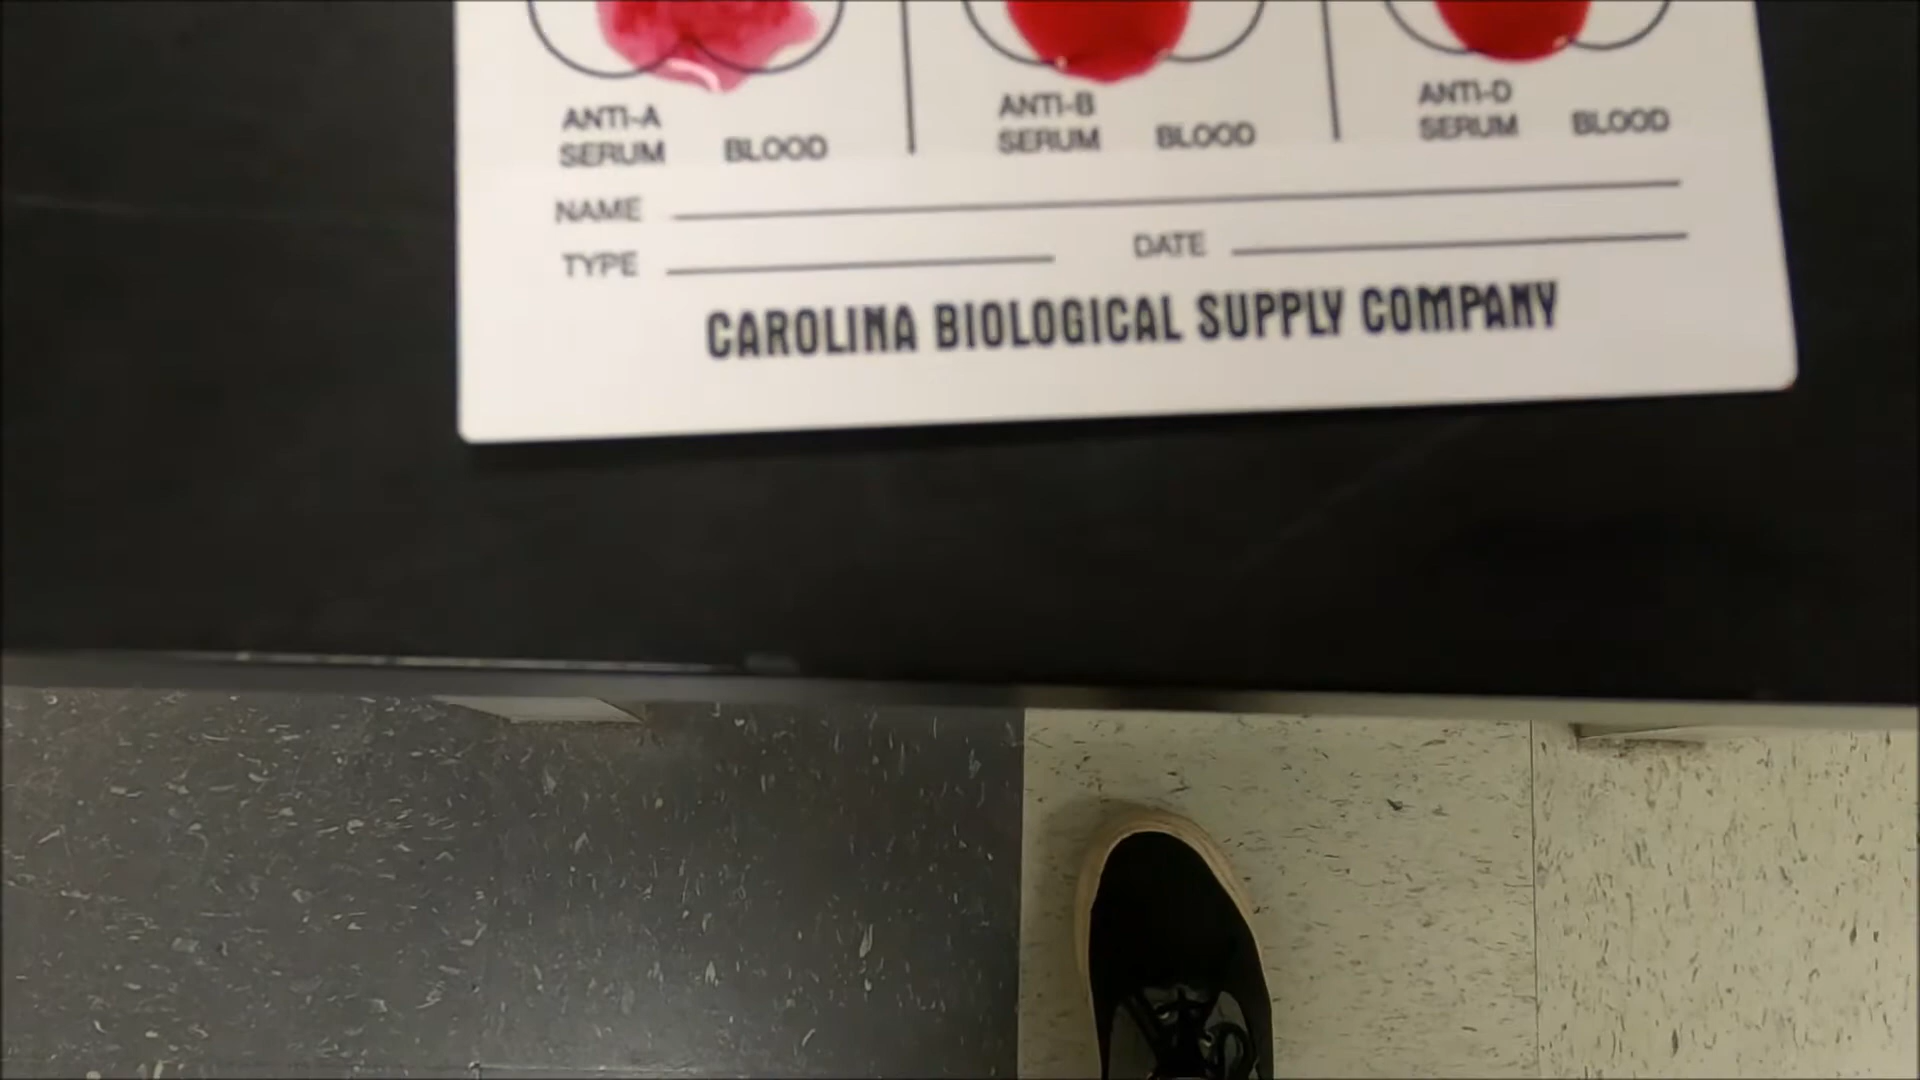 ANTI-A SERUM BLOOD
ANTI-B SERUM BLOOD
ANTI-D SERUM BLOOD
NAME
TYPE DATE
CAROLINA BIOLOGICAL SUPPLY COMPANY